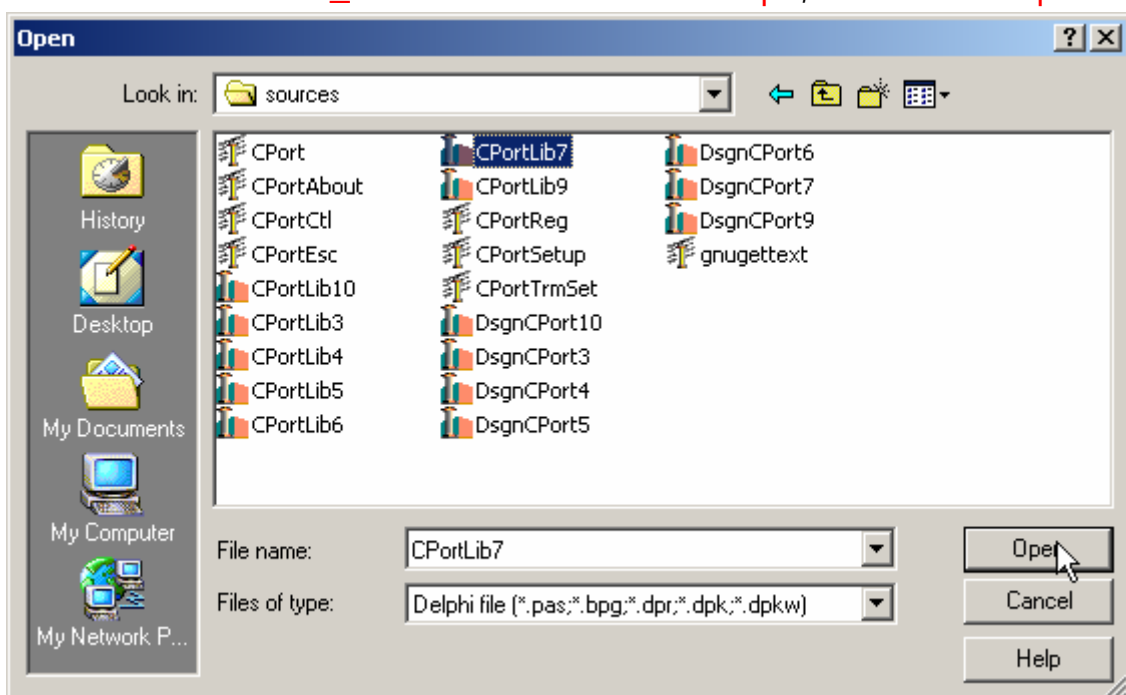 Open
Look in:
sources
History
Desktop
My Documents
My Computer
My Network P...
CPort
CPortAbout
CPortCtl
CPortEsc
CPortLib10
CPortLib3
CPortLib4
CPortLib5
CPortLib6
CPortLib7
CPortLib9
CPortReg
CPortSetup
CPortTrmSet
DsgnCPort10
DsgnCPort3
DsgnCPort4
DsgnCPort5
DsgnCPort6
DsgnCPort7
DsgnCPort9
gnugettext
File name:
CPortLib7
Open
Files of type:
Delphi file (*.pas;*.bpg;*.dpr;*.dpk;*.dpkw)
Cancel
Help